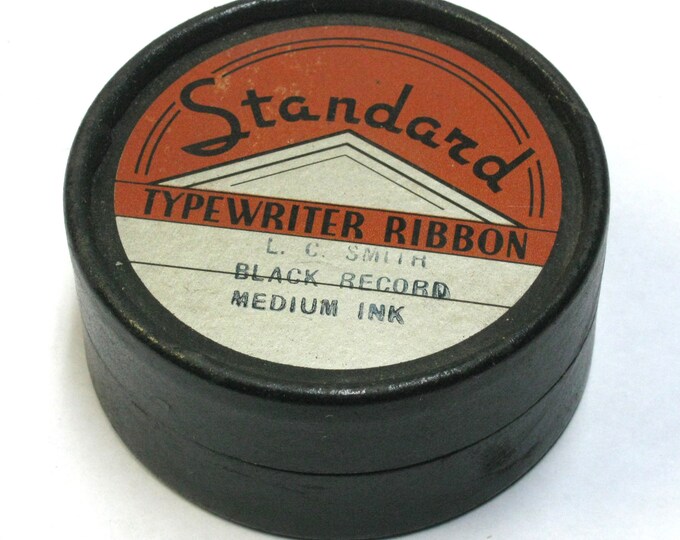 Standard
TYPEWRITER RIBBON
L. C. SMITH
BLACK RECORD
MEDIUM INK